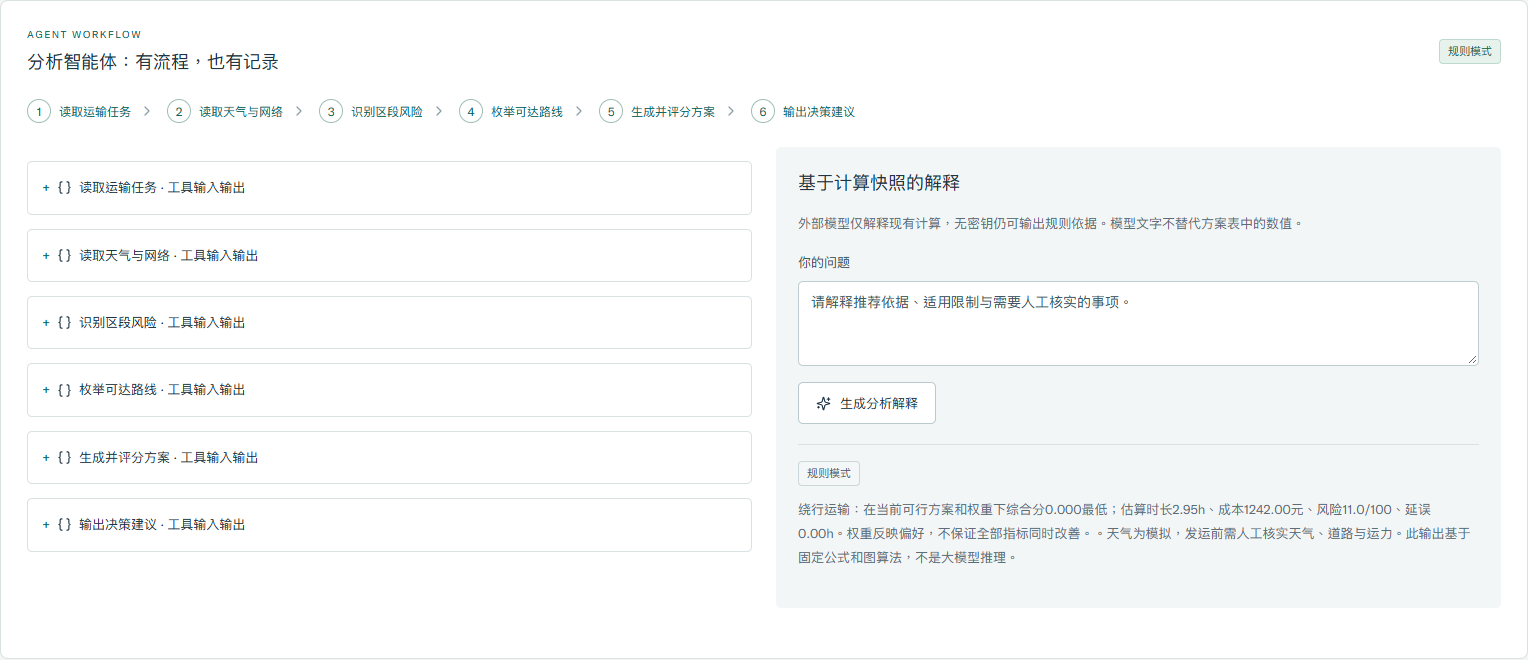 AGENT WORKFLOW
分析智能体：有流程，也有记录
规则模式
1 读取运输任务 > 2 读取天气与网络 > 3 识别区段风险 > 4 枚举可达路线 > 5 生成并评分方案 > 6 输出决策建议
+ {} 读取运输任务 · 工具输入输出
+ {} 读取天气与网络 · 工具输入输出
+ {} 识别区段风险 · 工具输入输出
+ {} 枚举可达路线 · 工具输入输出
+ {} 生成并评分方案 · 工具输入输出
+ {} 输出决策建议 · 工具输入输出
基于计算快照的解释
外部模型仅解释现有计算，无密钥仍可输出规则依据。模型文字不替代方案表中的数值。
你的问题
请解释推荐依据、适用限制与需要人工核实的事项。
生成分析解释
规则模式
绕行运输：在当前可行方案和权重下综合分0.000最低；估算时长2.95h、成本1242.00元、风险11.0/100、延误
0.00h。权重反映偏好，不保证全部指标同时改善。。天气为模拟，发运前需人工核实天气、道路与运力。此输出基于
固定公式和图算法，不是大模型推理。